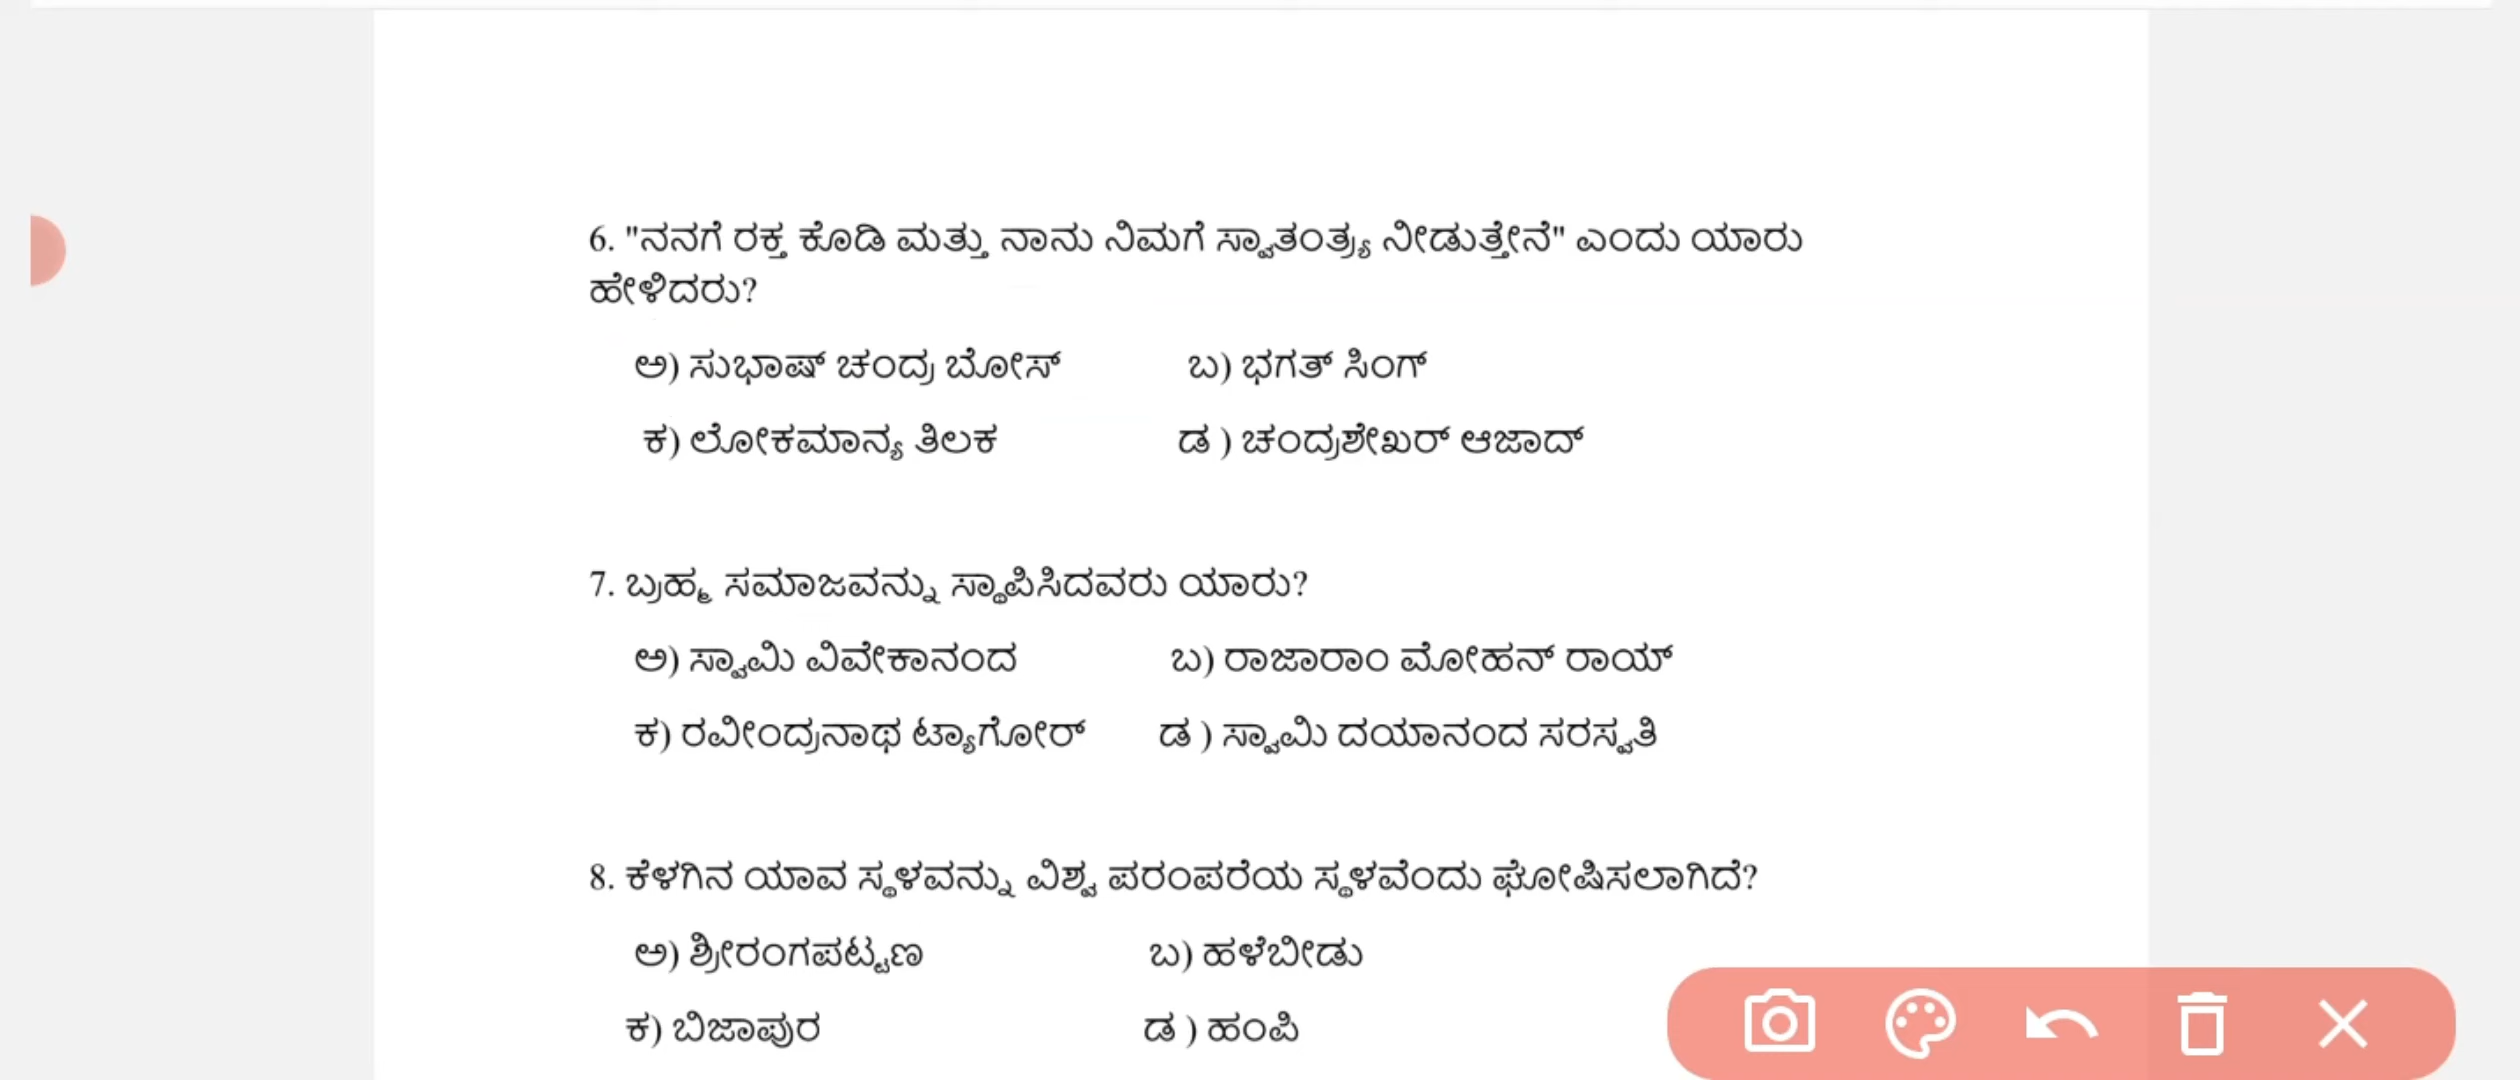 6. "ನನಗೆ ರಕ್ತ ಕೊಡಿ ಮತ್ತು ನಾನು ನಿಮಗೆ ಸ್ವಾತಂತ್ರ್ಯ ನೀಡುತ್ತೇನೆ" ಎಂದು ಯಾರು
ಹೇಳಿದರು?
ಅ) ಸುಭಾಷ್ ಚಂದ್ರ ಬೋಸ್ ಬ) ಭಗತ್ ಸಿಂಗ್
ಕ) ಲೋಕಮಾನ್ಯ ತಿಲಕ ಡ ) ಚಂದ್ರಶೇಖರ್ ಆಜಾದ್
7. ಬ್ರಹ್ಮ ಸಮಾಜವನ್ನು ಸ್ಥಾಪಿಸಿದವರು ಯಾರು?
ಅ) ಸ್ವಾಮಿ ವಿವೇಕಾನಂದ ಬ) ರಾಜಾರಾಂ ಮೋಹನ್ ರಾಯ್
ಕ) ರವೀಂದ್ರನಾಥ ಟ್ಯಾಗೋರ್ ಡ ) ಸ್ವಾಮಿ ದಯಾನಂದ ಸರಸ್ವತಿ
8. ಕೆಳಗಿನ ಯಾವ ಸ್ಥಳವನ್ನು ವಿಶ್ವ ಪರಂಪರೆಯ ಸ್ಥಳವೆಂದು ಘೋಷಿಸಲಾಗಿದೆ?
ಅ) ಶ್ರೀರಂಗಪಟ್ಟಣ ಬ) ಹಳೆಬೀಡು
ಕ) ಬಿಜಾಪುರ ಡ ) ಹಂಪಿ